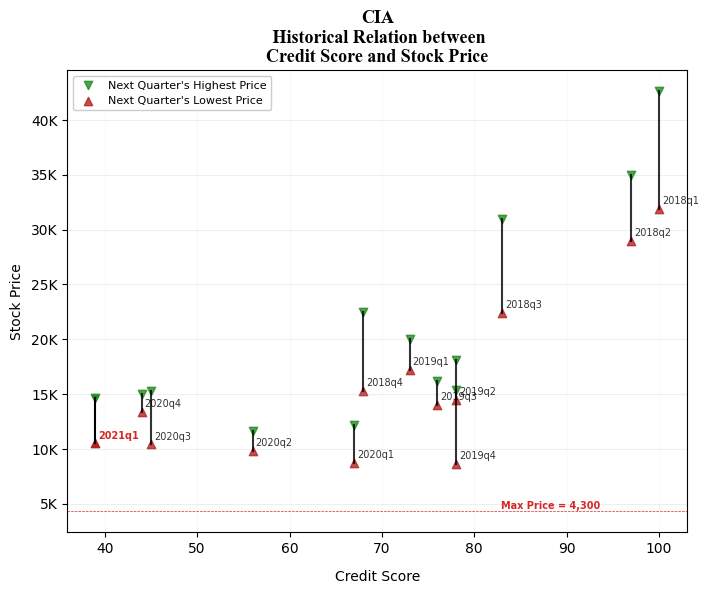 CIA
Historical Relation between
Credit Score and Stock Price
Next Quarter's Highest Price
Next Quarter's Lowest Price
40K
35K
30K
25K
20K
15K
10K
5K
Stock Price
2018q1
2018q2
2018q3
2019q1
2018q4
2019q2
2019q3
2020q4
2021q1
2020q3
2020q2
2020q1
2019q4
Max Price = 4,300
40 50 60 70 80 90 100
Credit Score